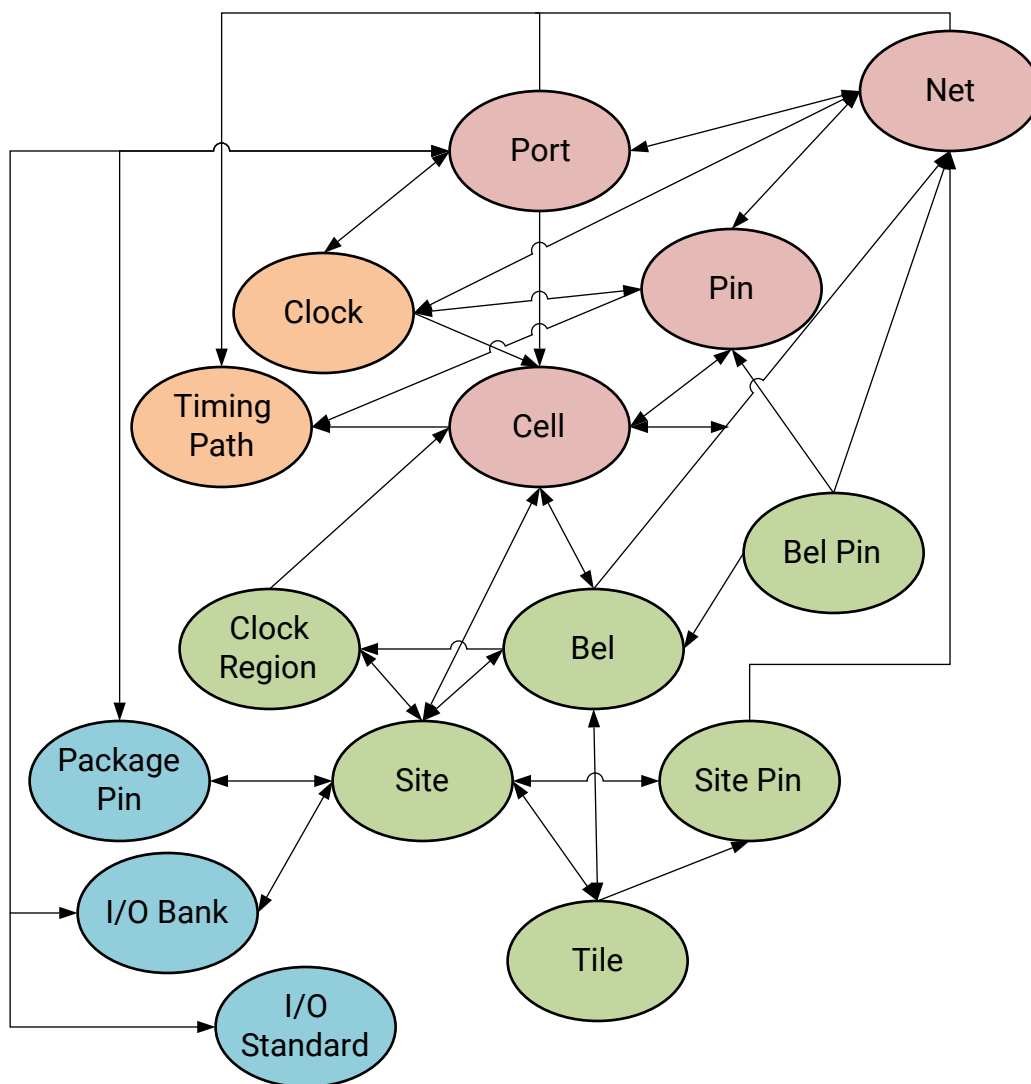 Net
Port
Pin
Clock
Timing
Path
Cell
Bel Pin
Clock
Region
Bel
Package
Pin
Site
Site Pin
I/O Bank
Tile
I/O
Standard